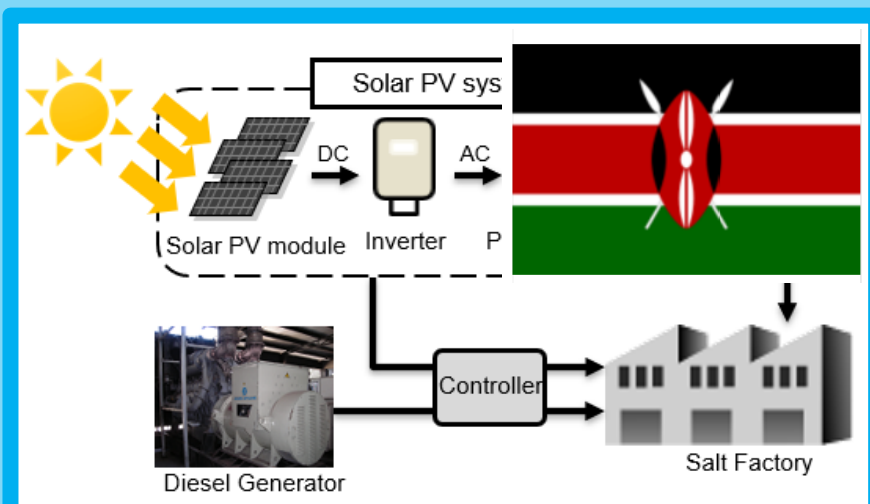 Solar PV sys
DC
AC
Solar PV module
Inverter
P
Controller
Salt Factory
Diesel Generator